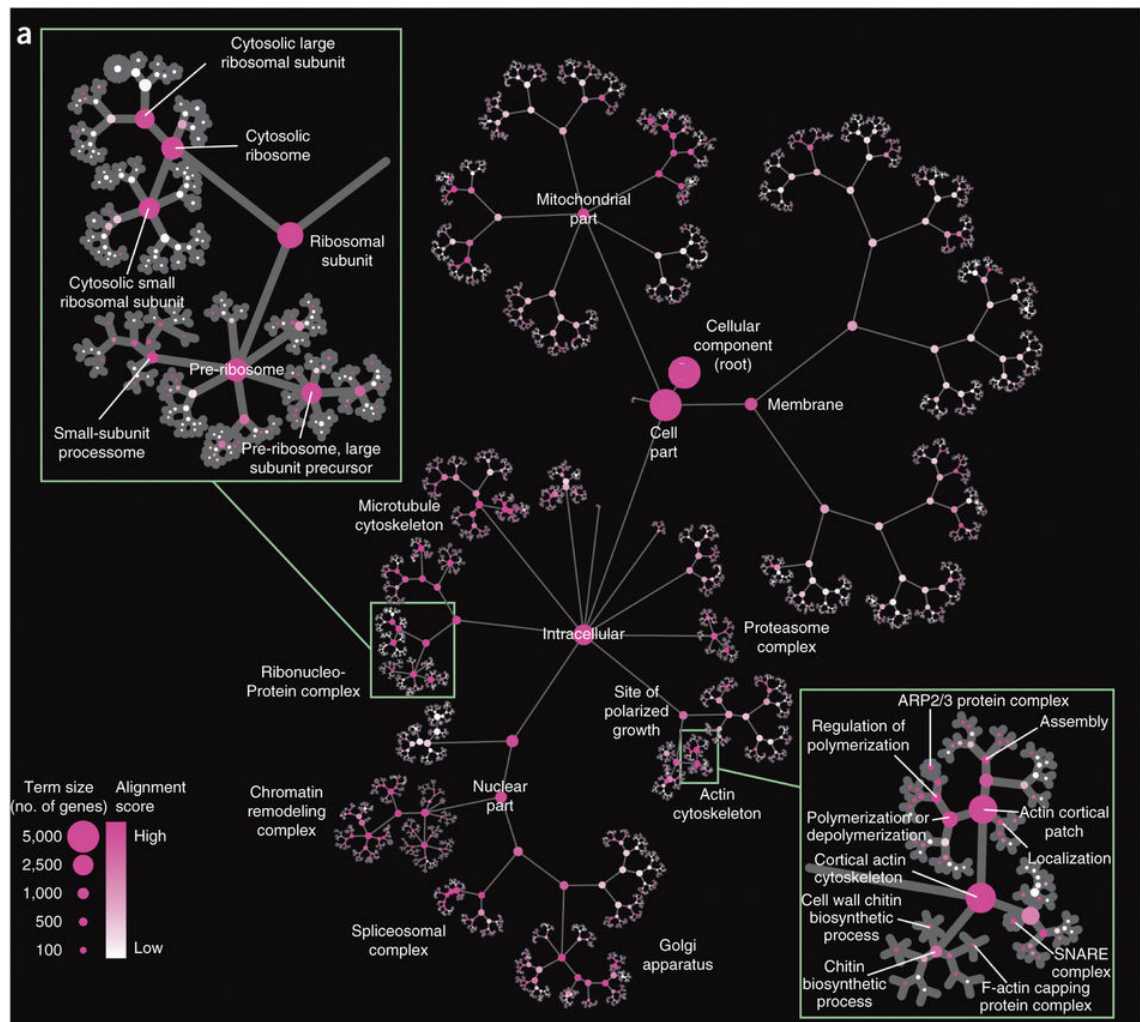 a
Cytosolic large
ribosomal subunit
Cytosolic
ribosome
Ribosomal
subunit
Cytosolic small
ribosomal subunit
Pre-ribosome
Small-subunit
processome
Pre-ribosome, large
subunit precursor
Mitochondrial
part
Cellular
component
(root)
Membrane
Cell
part
Microtubule
cytoskeleton
Intracellular
Proteasome
complex
Ribonucleo-
Protein complex
Site of
polarized
growth
Actin
cytoskeleton
Nuclear
part
Chromatin
remodeling
complex
Spliceosomal
complex
Golgi
apparatus
Term size
(no. of genes)
5,000
2,500
1,000
500
100
Alignment
score
High
Low
ARP2/3 protein complex
Regulation of
polymerization
Assembly
Polymerization or
depolymerization
Actin cortical
patch
Cortical actin
cytoskeleton
Localization
Cell wall chitin
biosynthetic
process
SNARE
complex
Chitin
biosynthetic
process
F-actin capping
protein complex